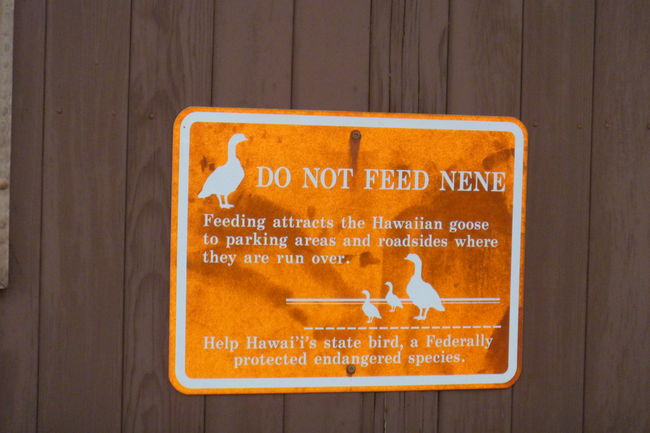 DO NOT FEED NENE
Feeding attracts the Hawaiian goose
to parking areas and roadsides where
they are run over.
Help Hawai'i's state bird, a Federally
protected endangered species.